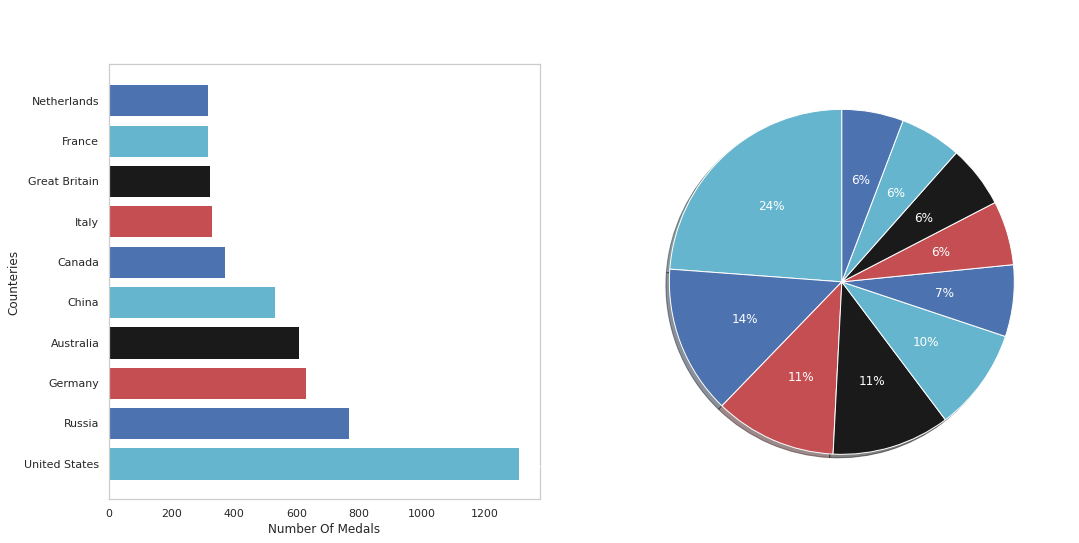 Counteries
Netherlands
France
Great Britain
Italy
Canada
China
Australia
Germany
Russia
United States
0 200 400 600 800 1000 1200
Number Of Medals
6%
6%
6%
6%
7%
10%
11%
11%
14%
24%